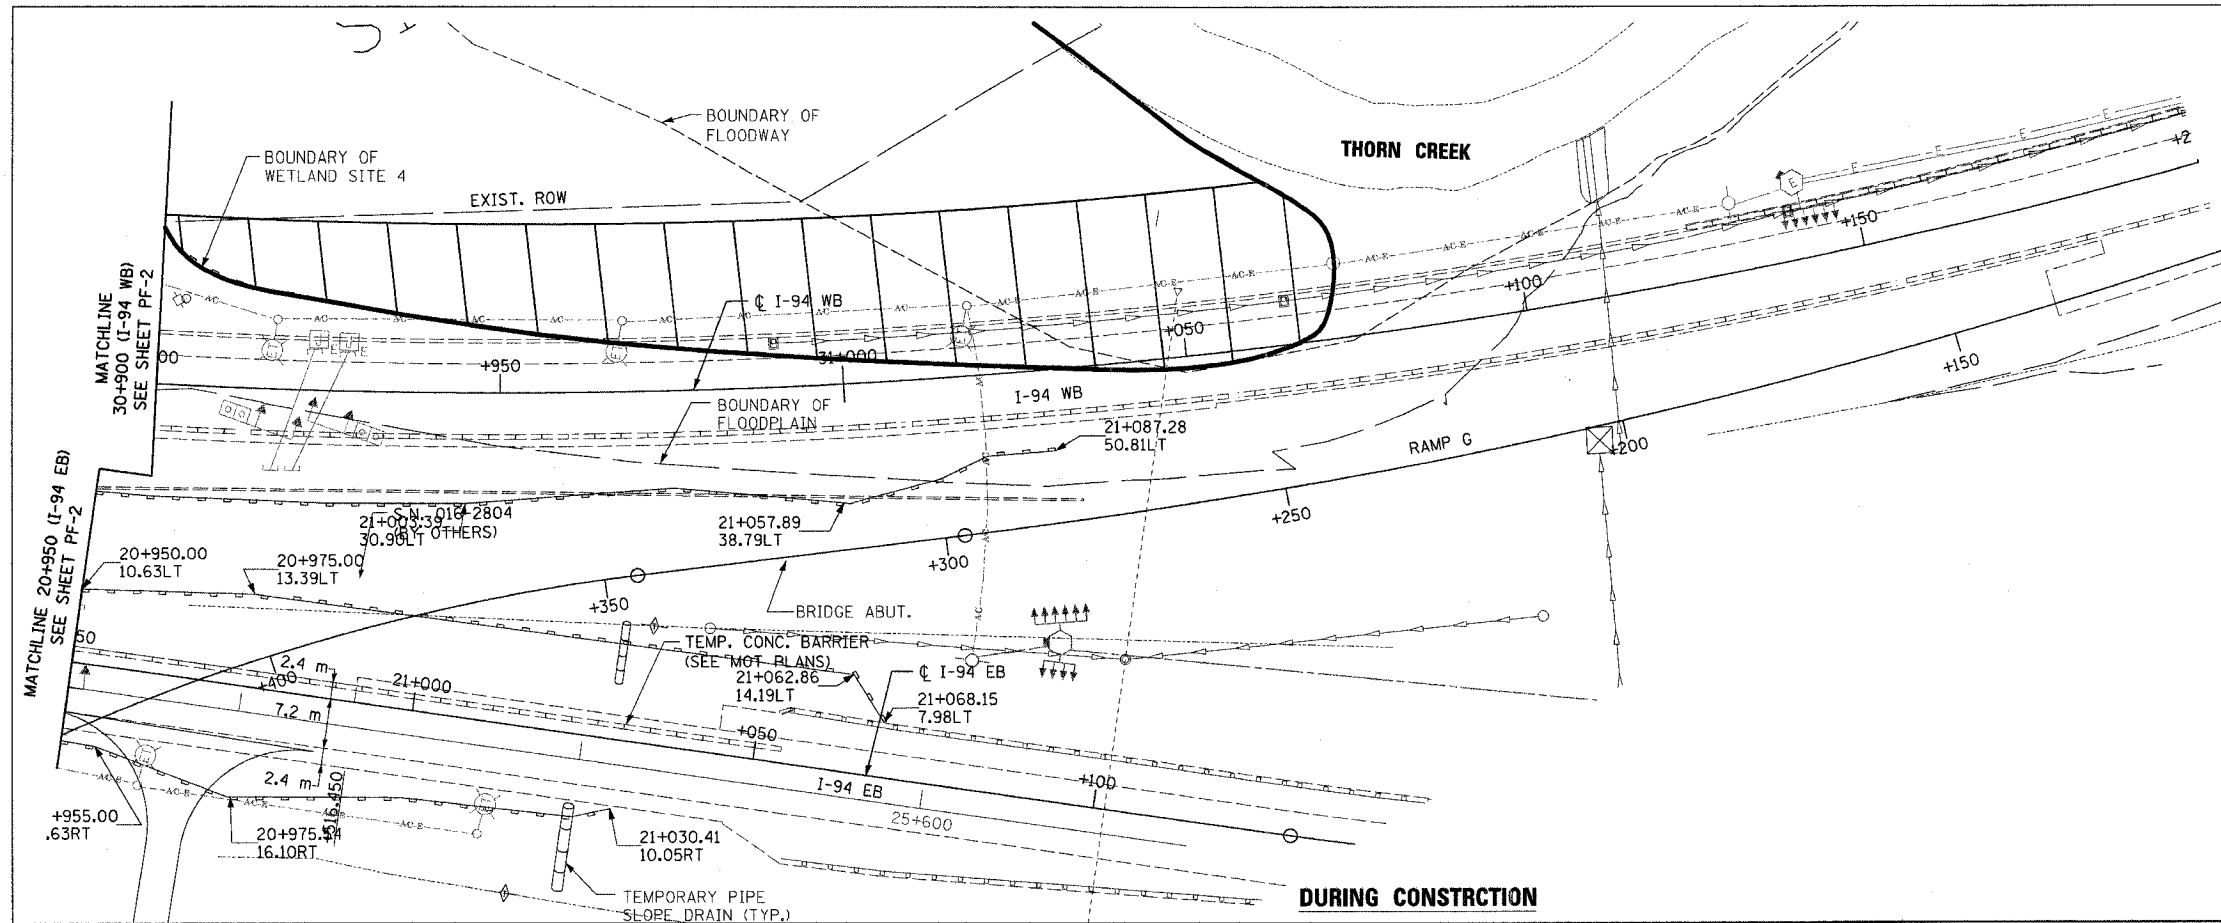 BOUNDARY OF
FLOODWAY
BOUNDARY OF
WETLAND SITE 4
THORN CREEK
EXIST. ROW
MATCHLINE
30+900 (I-94 WB)
SEE SHEET PF-2
℄ I-94 WB
+950
31+000
+050
+100
+150
+2
I-94 WB
BOUNDARY OF
FLOODPLAIN
21+087.28
50.81LT
RAMP G
+150
+200
+250
+300
+350
+400
MATCHLINE 20+950 (I-94 EB)
SEE SHEET PF-2
S.N. 016-2804
(BY OTHERS)
21+003.39
30.90LT
21+057.89
38.79LT
20+950.00
10.63LT
20+975.00
13.39LT
BRIDGE ABUT.
TEMP. CONC. BARRIER
(SEE MOT PLANS)
21+062.86
14.19LT
℄ I-94 EB
21+068.15
7.98LT
50
2.4 m
7.2 m
2.4 m
21+000
+050
+100
I-94 EB
25+600
+955.00
.63RT
16.10RT
21+030.41
10.05RT
TEMPORARY PIPE
SLOPE DRAIN (TYP.)
DURING CONSTRCTION